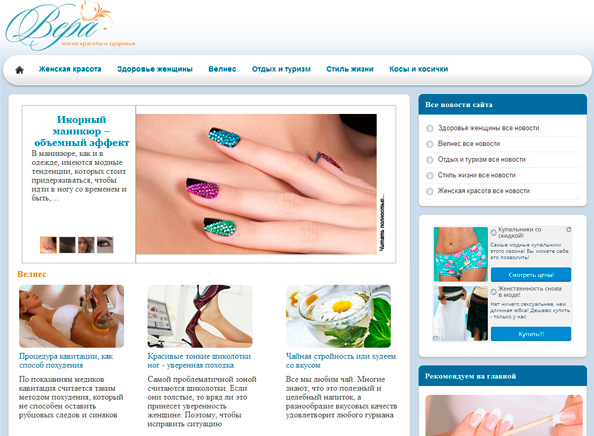 Вера
магия красоты и здоровья
Женская красота Здоровье женщины Велнес Отдых и туризм Стиль жизни Косы и косички
Икорный
маникюр –
объемный эффект
В маникюре, как и в
одежде, имеются модные
тенденции, которых стоит
придерживаться, чтобы
идти в ногу со временем и
быть,…
Читать полностью...
Велнес
Процедура кавитации, как
способ похудения
По показаниям медиков
кавитация считается таким
методом похудения, который
не способен оставить
рубцовых следов и синяков
Красивые тонкие шиколотки
ног - уверенная походка
Самой проблематичной зоной
считаются шиколотки. Если
они толстые, то вряд ли это
принесет уверенность
женщине. Поэтому, чтобы
исправить ситуацию
Чайная стройность или худеем
со вкусом
Все мы любим чай. Многие
знают, что это полезный и
целебный напиток, а
разнообразие вкусовых качеств
удовлетворит любого гурмана
Все новости сайта
Здоровье женщины все новости
Велнес все новости
Отдых и туризм все новости
Стиль жизни все новости
Женская красота все новости
Купальники со
скидкой!
Самые модные купальники
этого сезона! Вы можете себе
это позволить!
Смотреть цены!
Женственность снова
в моде!
Нет ничего сексуальнее, чем
длинная юбка! Дешево купить
- только у нас
Купить!!!
Рекомендуем на главной